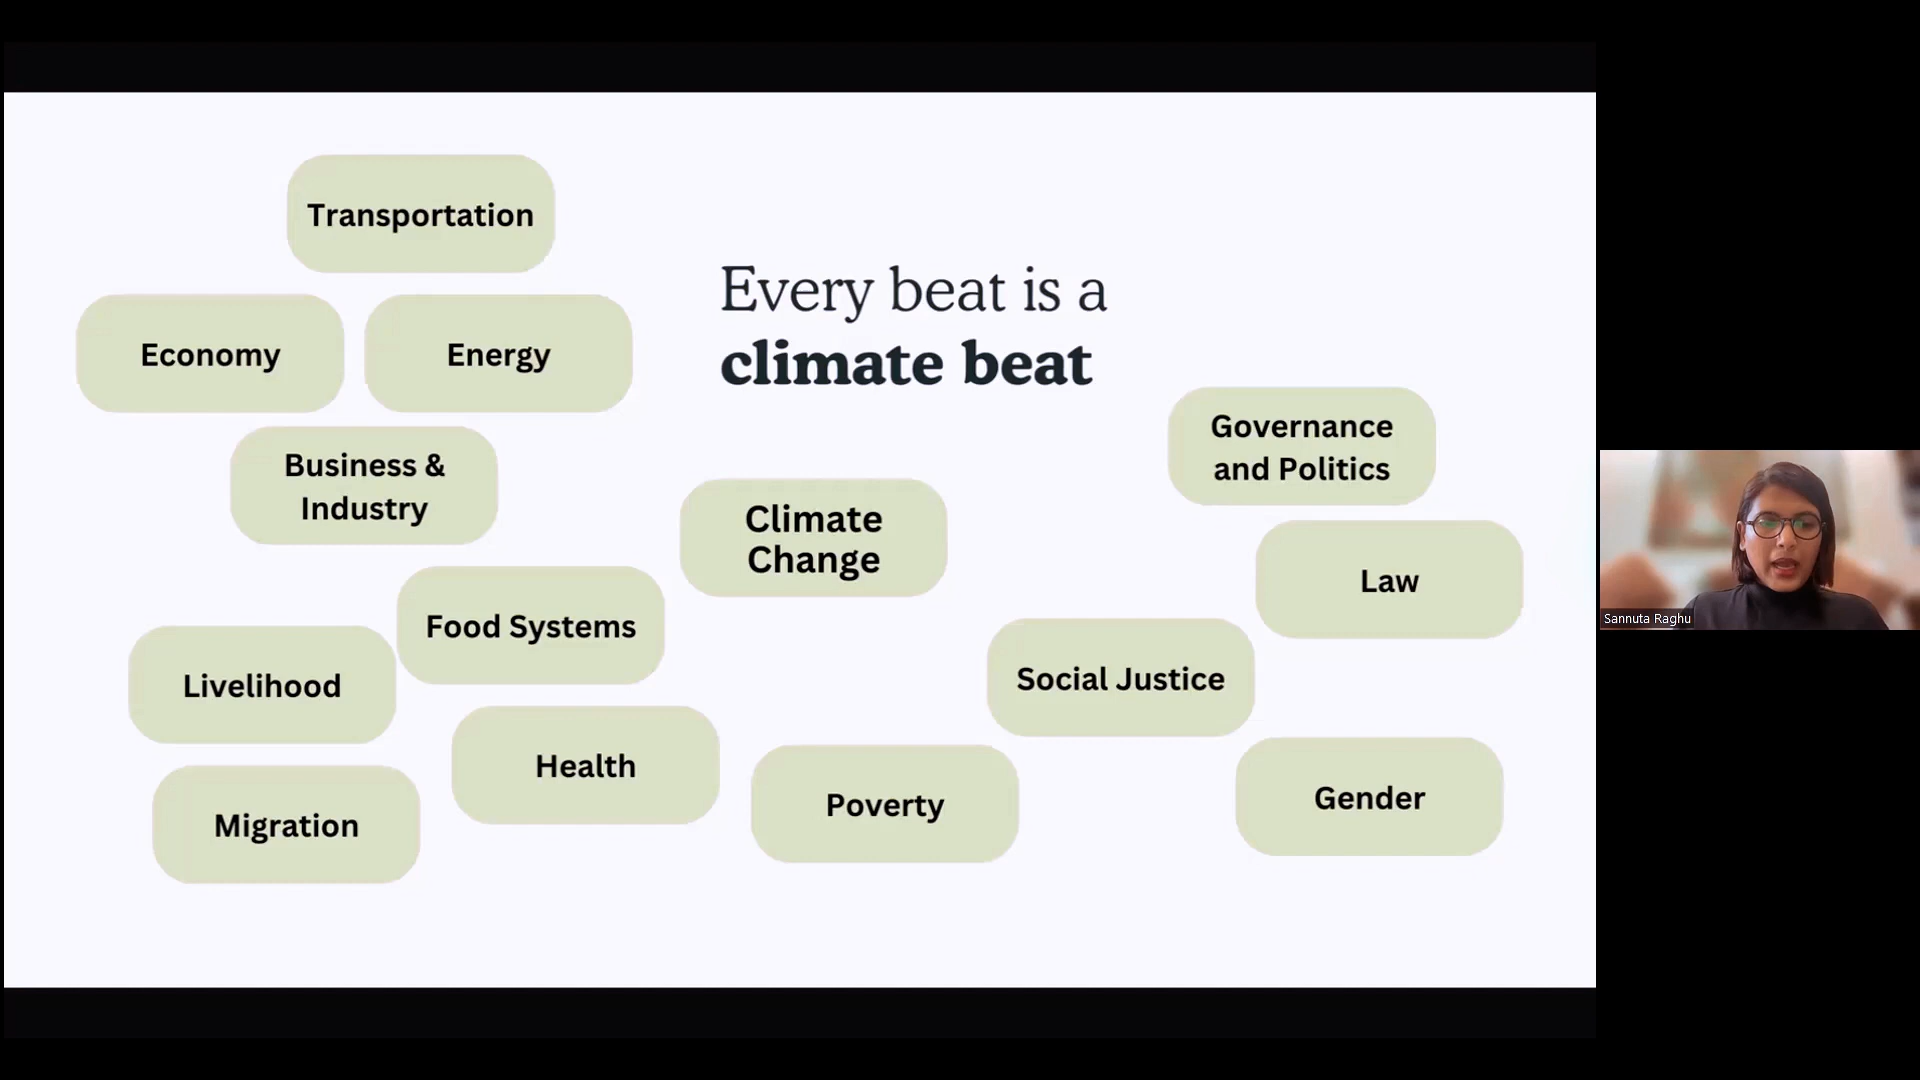 Transportation
Every beat is a
climate beat
Economy
Energy
Business &
Industry
Governance
and Politics
Climate
Change
Law
Food Systems
Livelihood
Social Justice
Health
Migration
Poverty
Gender
Sannuta Raghu